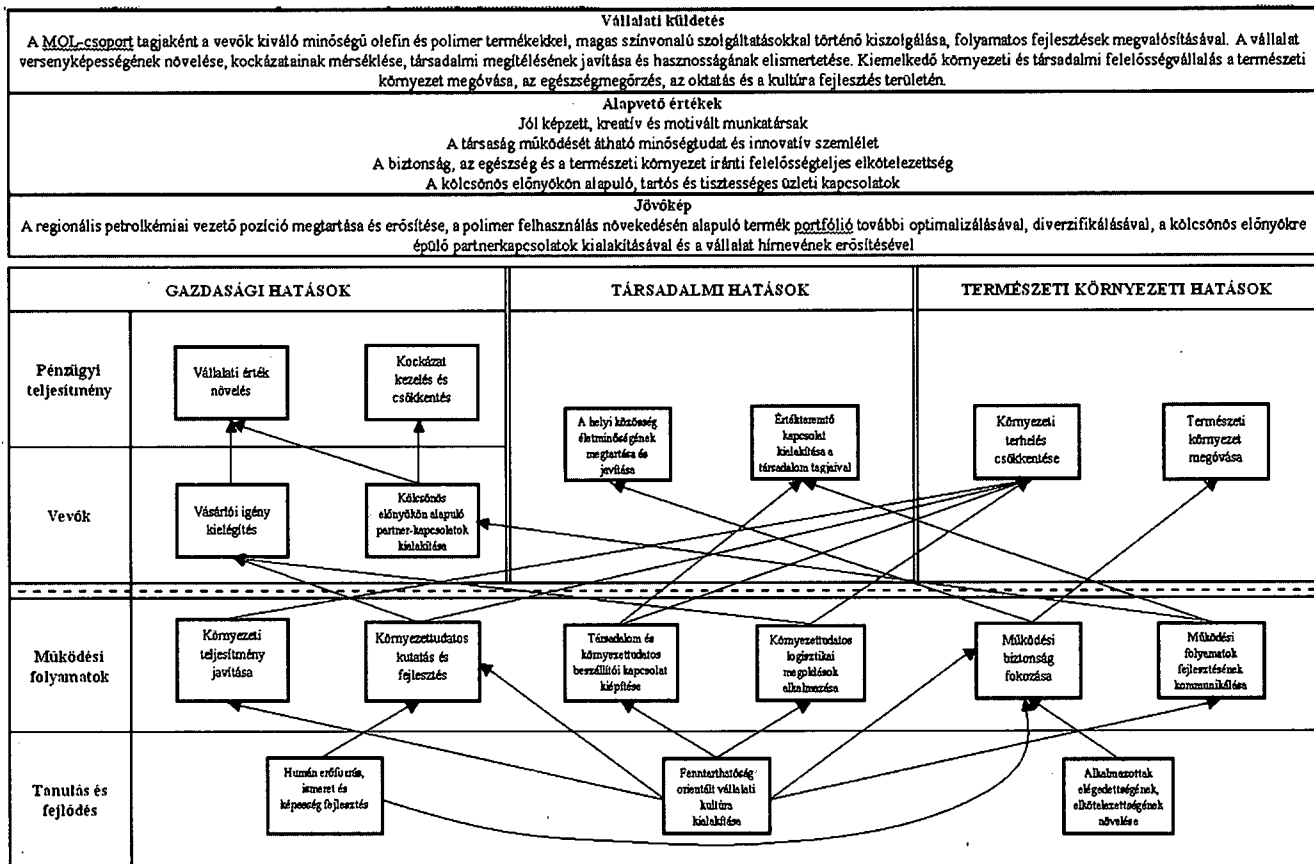 Vállalati küldetés
A MOL-csoport tagjaként a vevők kiváló minőségű olefin és polimer termékekkel, magas színvonalú szolgáltatásokkal történő kiszolgálása, folyamatos fejlesztések megvalósításával. A vállalat
versenyképességének növelése, kockázatainak mérséklése, társadalmi megítélésének javítása és hasznosságának elismertetése. Kiemelkedő környezeti és társadalmi felelősségvállalás a természeti
környezet megóvása, az egészségmegőrzés, az oktatás és a kultúra fejlesztés területén.
Alapvető értékek
Jól képzett, kreatív és motivált munkatársak
A társaság működését átható minőségtudat és innovatív szemlélet
A biztonság, az egészség és a természeti környezet iránti felelősségteljes elkötelezettség
A kölcsönös előnyökön alapuló, tartós és tisztességes üzleti kapcsolatok
Jövőkép
A regionális petrolkémiai vezető pozíció megtartása és erősítése, a polimer felhasználás növekedésén alapuló termék portfólió további optimalizálásával, diverzifikálásával, a kölcsönös előnyökre
épülő partnerkapcsolatok kialakításával és a vállalat hírnevének erősítésével
GAZDASÁGI HATÁSOK
TÁRSADALMI HATÁSOK
TERMÉSZETI KÖRNYEZETI HATÁSOK
Pénzügyi
teljesítmény
Vállalati érték
növelés
Kockázat
kezelés és
csökkentés
A helyi közösség
életminőségének
megtartása és
javítása
Értékteremtő
kapcsolat
kialakítása a
társadalom tagjaival
Környezeti
terhelés
csökkentése
Természeti
környezet
megóvása
Vevők
Vásárlói igény
kielégítés
Kölcsönös
előnyökön alapuló
partner-kapcsolatok
kialakítása
Működési
folyamatok
Környezeti
teljesítmény
javítása
Környezettudatos
kutatás és
fejlesztés
Társadalom és
környezettudatos
beszállítói kapcsolat
kiépítése
Környezettudatos
logisztikai
megoldások
alkalmazása
Működési
biztonság
fokozása
Működési
folyamatok
fejlesztésének
kommunikálása
Tanulás és
fejlődés
Humán erőforrás,
ismeret és
képesség fejlesztés
Fenntarthatóság
orientált vállalati
kultúra
kialakítása
Alkalmazottak
elégedettségének,
elkötelezettségének
növelése